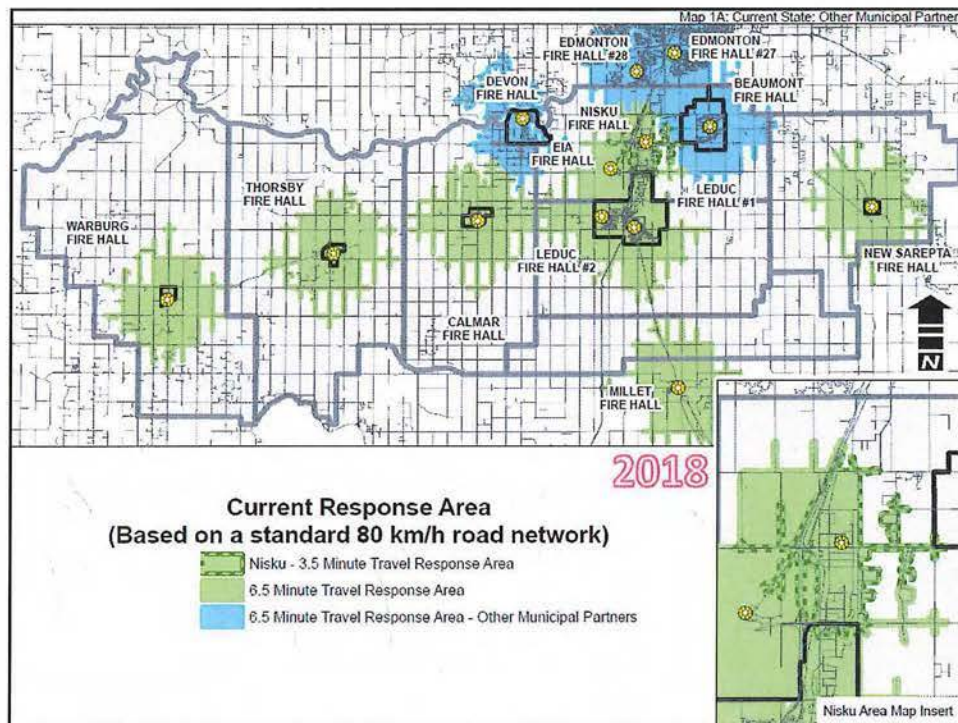 Map 1A: Current State: Other Municipal Partner
EDMONTON
FIRE HALL #28
EDMONTON
FIRE HALL #27
DEVON
FIRE HALL
BEAUMONT
FIRE HALL
NISKU
FIRE HALL
EIA
FIRE HALL
THORSBY
FIRE HALL
LEDUC
FIRE HALL #1
WARBURG
FIRE HALL
LEDUC
FIRE HALL #2
NEW SAREPTA
FIRE HALL
CALMAR
FIRE HALL
N
MILLET
FIRE HALL
2018
Current Response Area
(Based on a standard 80 km/h road network)
Nisku - 3.5 Minute Travel Response Area
6.5 Minute Travel Response Area
6.5 Minute Travel Response Area - Other Municipal Partners
Nisku Area Map Insert